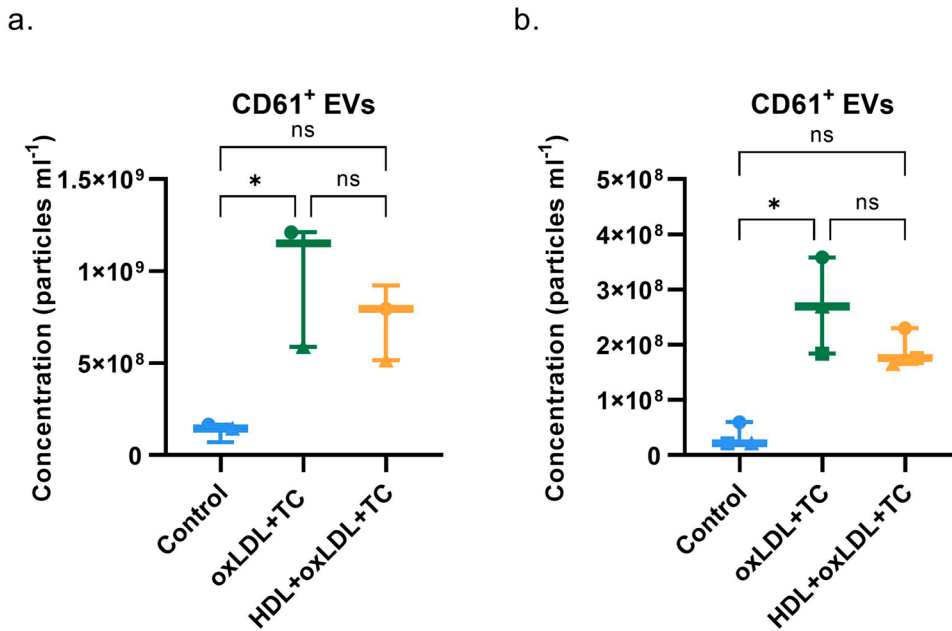 a.
CD61⁺ EVs
ns
*
ns
Concentration (particles ml⁻¹)
1.5×10⁹
1×10⁹
5×10⁸
0
Control
oxLDL+TC
HDL+oxLDL+TC
b.
CD61⁺ EVs
ns
*
ns
Concentration (particles ml⁻¹)
5×10⁸
4×10⁸
3×10⁸
2×10⁸
1×10⁸
0
Control
oxLDL+TC
HDL+oxLDL+TC